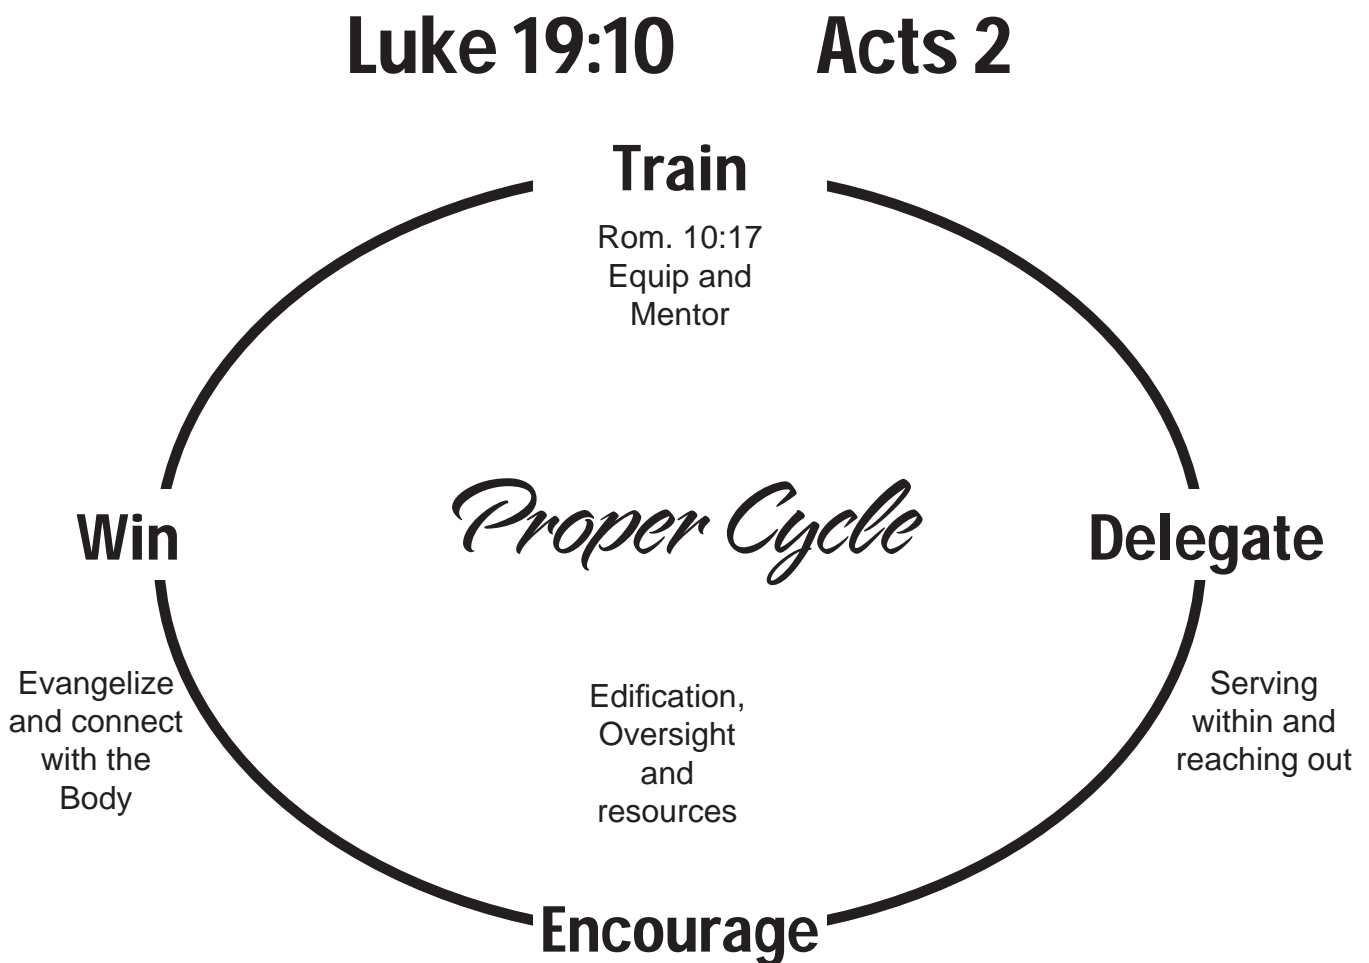 Luke 19:10 Acts 2
Train
Rom. 10:17
Equip and
Mentor
Win
Proper Cycle
Delegate
Evangelize
and connect
with the
Body
Edification,
Oversight
and
resources
Serving
within and
reaching out
Encourage